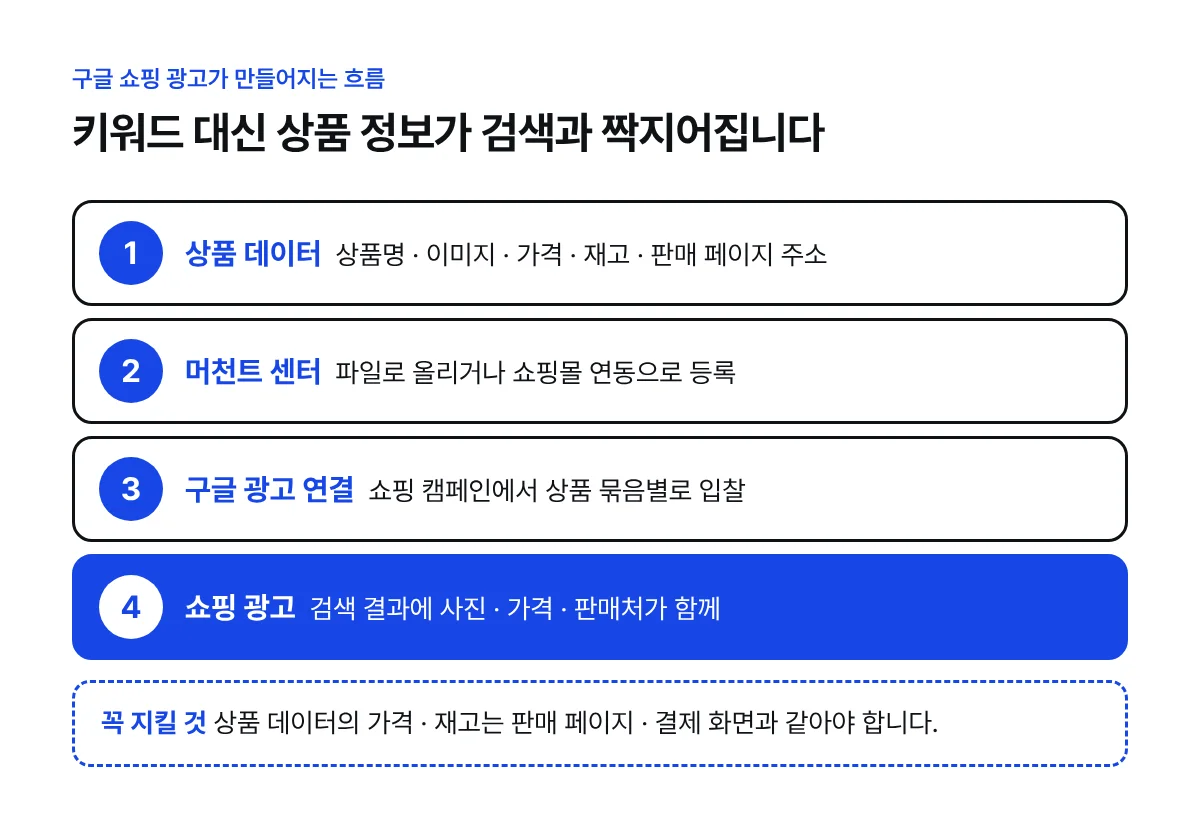 구글 쇼핑 광고가 만들어지는 흐름
키워드 대신 상품 정보가 검색과 짝지어집니다
1 상품 데이터 상품명 · 이미지 · 가격 · 재고 · 판매 페이지 주소
2 머천트 센터 파일로 올리거나 쇼핑몰 연동으로 등록
3 구글 광고 연결 쇼핑 캠페인에서 상품 묶음별로 입찰
4 쇼핑 광고 검색 결과에 사진 · 가격 · 판매처가 함께
꼭 지킬 것 상품 데이터의 가격 · 재고는 판매 페이지 · 결제 화면과 같아야 합니다.